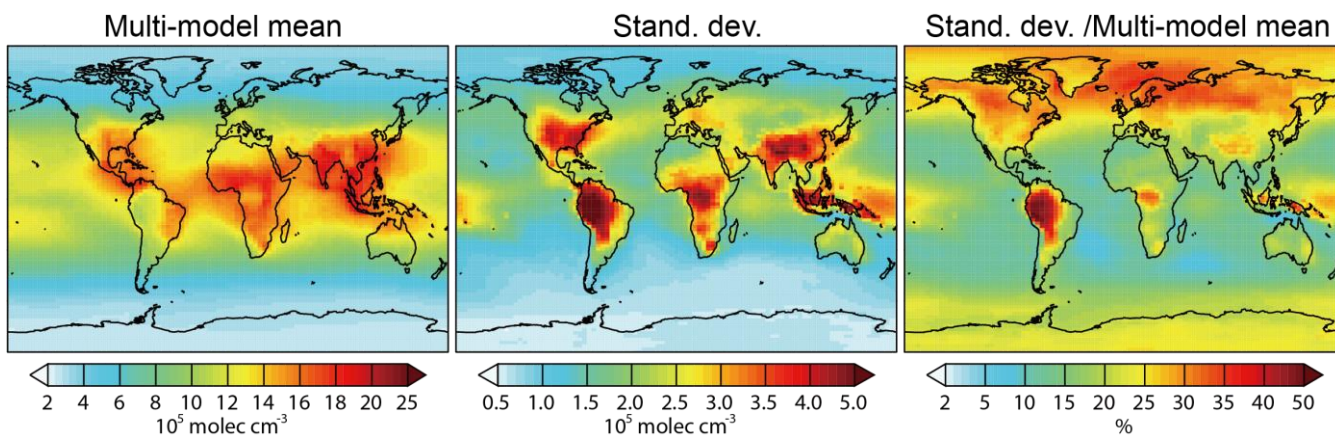 Multi-model mean
Stand. dev.
Stand. dev. /Multi-model mean
2 4 6 8 10 12 14 16 18 20 25
10⁵ molec cm⁻³
0.5 1.0 1.5 2.0 2.5 3.0 3.5 4.0 5.0
10⁵ molec cm⁻³
2 5 10 15 20 25 30 35 40 50
%